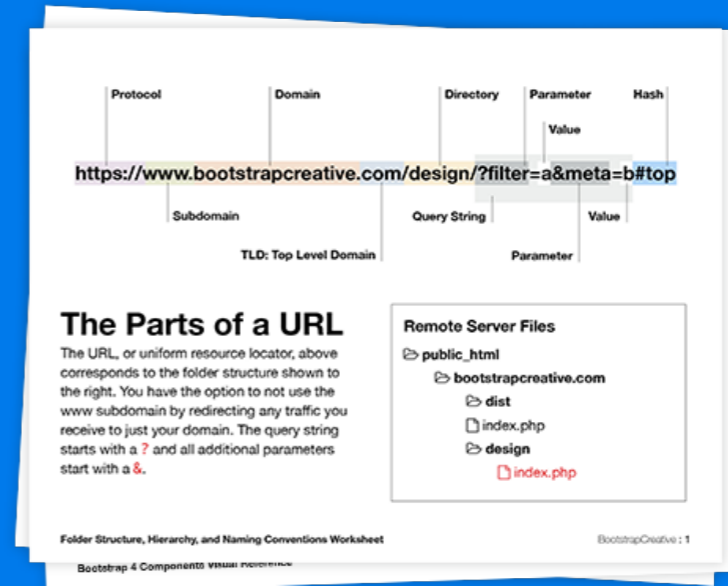 Protocol Domain Directory Parameter Hash
Value
https://www.bootstrapcreative.com/design/?filter=a&meta=b#top
Subdomain Query String Value
TLD: Top Level Domain Parameter
The Parts of a URL
The URL, or uniform resource locator, above
corresponds to the folder structure shown to
the right. You have the option to not use the
www subdomain by redirecting any traffic you
receive to just your domain. The query string
starts with a ? and all additional parameters
start with a &.
Remote Server Files
public_html
bootstrapcreative.com
dist
index.php
design
index.php
Folder Structure, Hierarchy, and Naming Conventions Worksheet
BootstrapCreative : 1
Bootstrap 4 Components Visual Reference